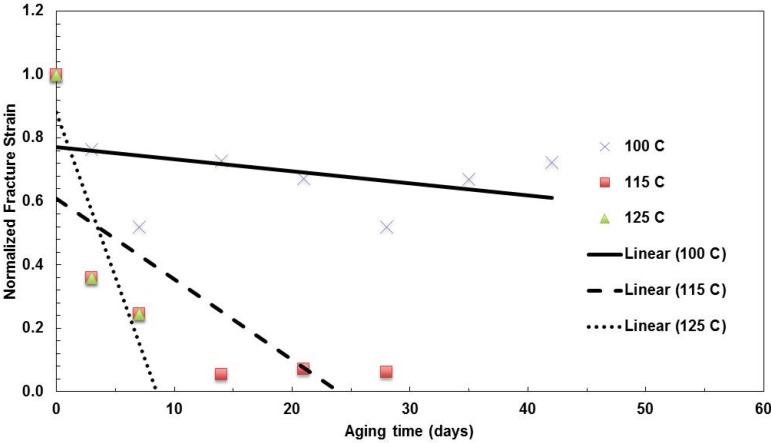 1.2
1.0
0.8
0.6
0.4
0.2
0.0
Normalized Fracture Strain
0
10
20
30
40
50
60
Aging time (days)
100 C
115 C
125 C
Linear (100 C)
Linear (115 C)
Linear (125 C)